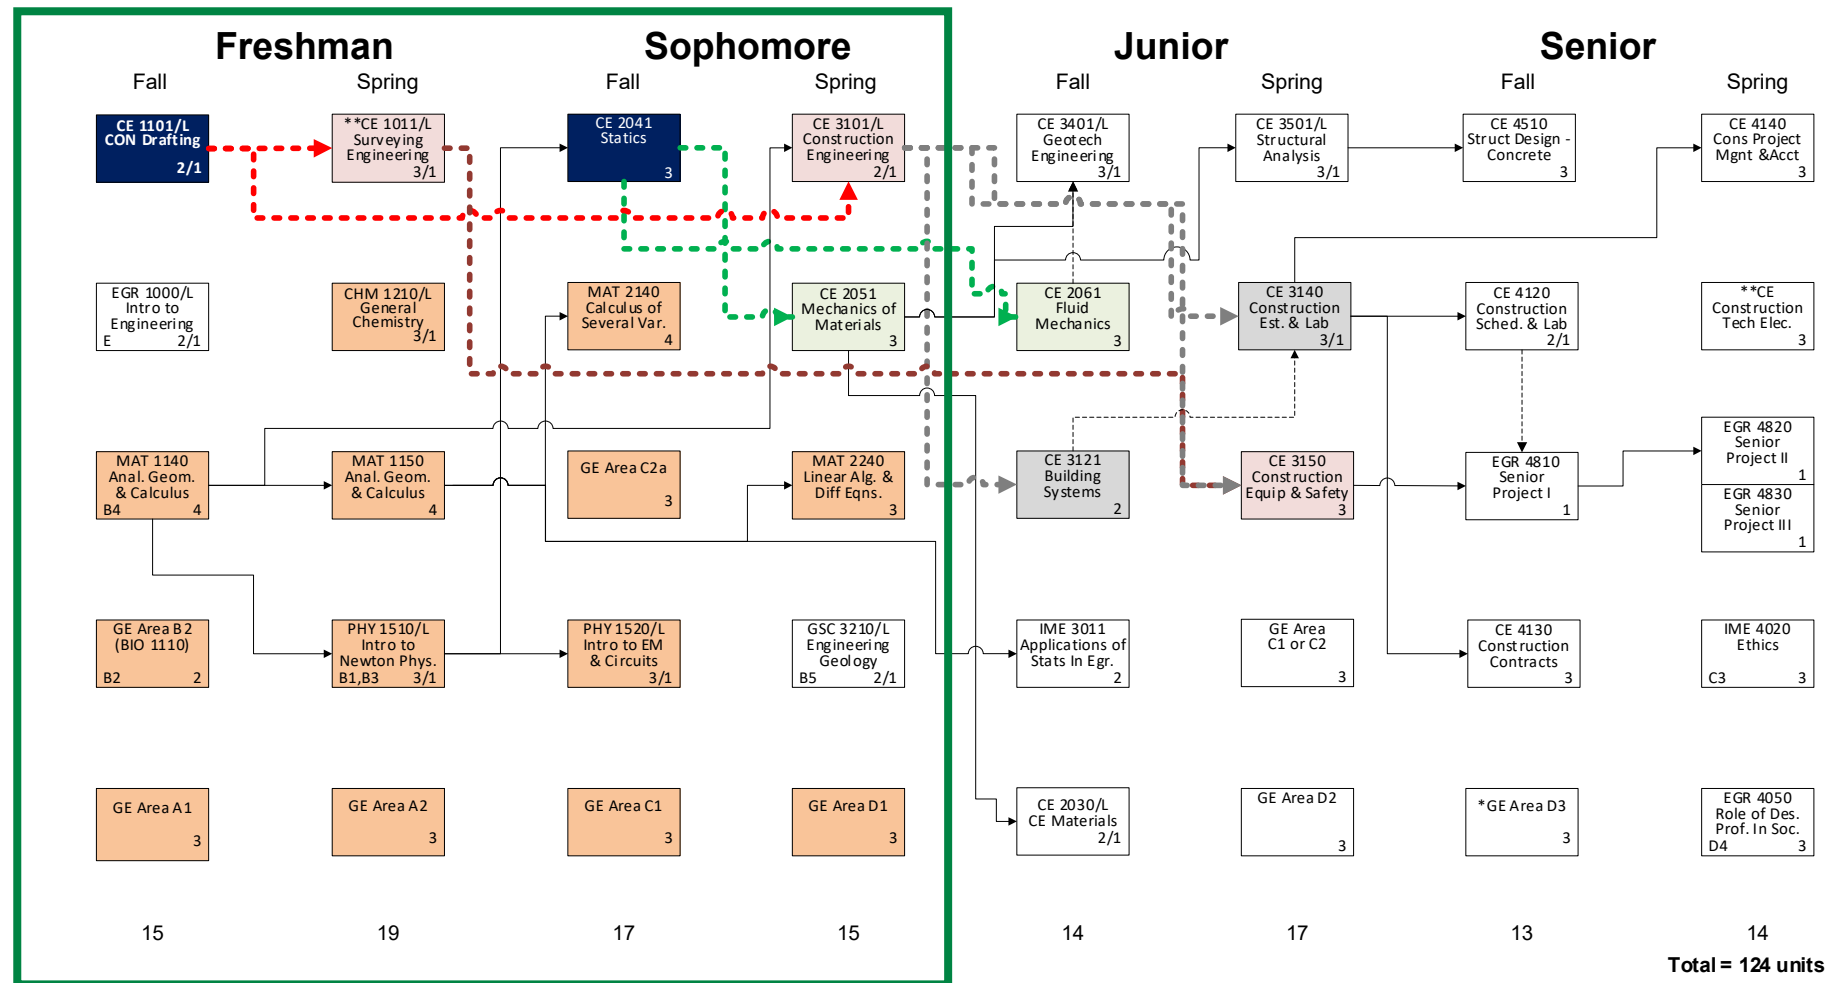 Freshman
Sophomore
Junior
Senior
Fall
Spring
Fall
Spring
Fall
Spring
Fall
Spring
CE 1101/L
CON Drafting
2/1
**CE 1011/L
Surveying
Engineering
3/1
CE 2041
Statics
3
CE 3101/L
Construction
Engineering
2/1
CE 3401/L
Geotech
Engineering
3/1
CE 3501/L
Structural
Analysis
3/1
CE 4510
Struct Design -
Concrete
3
CE 4140
Cons Project
Mgnt &Acct
3
EGR 1000/L
Intro to
Engineering
E 2/1
CHM 1210/L
General
Chemistry
3/1
MAT 2140
Calculus of
Several Var.
4
CE 2051
Mechanics of
Materials
3
CE 2061
Fluid
Mechanics
3
CE 3140
Construction
Est. & Lab
3/1
CE 4120
Construction
Sched. & Lab
2/1
**CE
Construction
Tech Elec.
3
MAT 1140
Anal. Geom.
& Calculus
B4 4
MAT 1150
Anal. Geom.
& Calculus
4
GE Area C2a
3
MAT 2240
Linear Alg. &
Diff Eqns.
3
CE 3121
Building
Systems
2
CE 3150
Construction
Equip & Safety
3
EGR 4810
Senior
Project I
1
EGR 4820
Senior
Project II
1
EGR 4830
Senior
Project III
1
GE Area B2
(BIO 1110)
B2 2
PHY 1510/L
Intro to
Newton Phys.
B1,B3 3/1
PHY 1520/L
Intro to EM
& Circuits
3/1
GSC 3210/L
Engineering
Geology
B5 2/1
IME 3011
Applications of
Stats In Egr.
2
GE Area
C1 or C2
3
CE 4130
Construction
Contracts
3
IME 4020
Ethics
C3 3
GE Area A1
3
GE Area A2
3
GE Area C1
3
GE Area D1
3
CE 2030/L
CE Materials
2/1
GE Area D2
3
*GE Area D3
3
EGR 4050
Role of Des.
Prof. In Soc.
D4 3
15
19
17
15
14
17
13
14
Total = 124 units